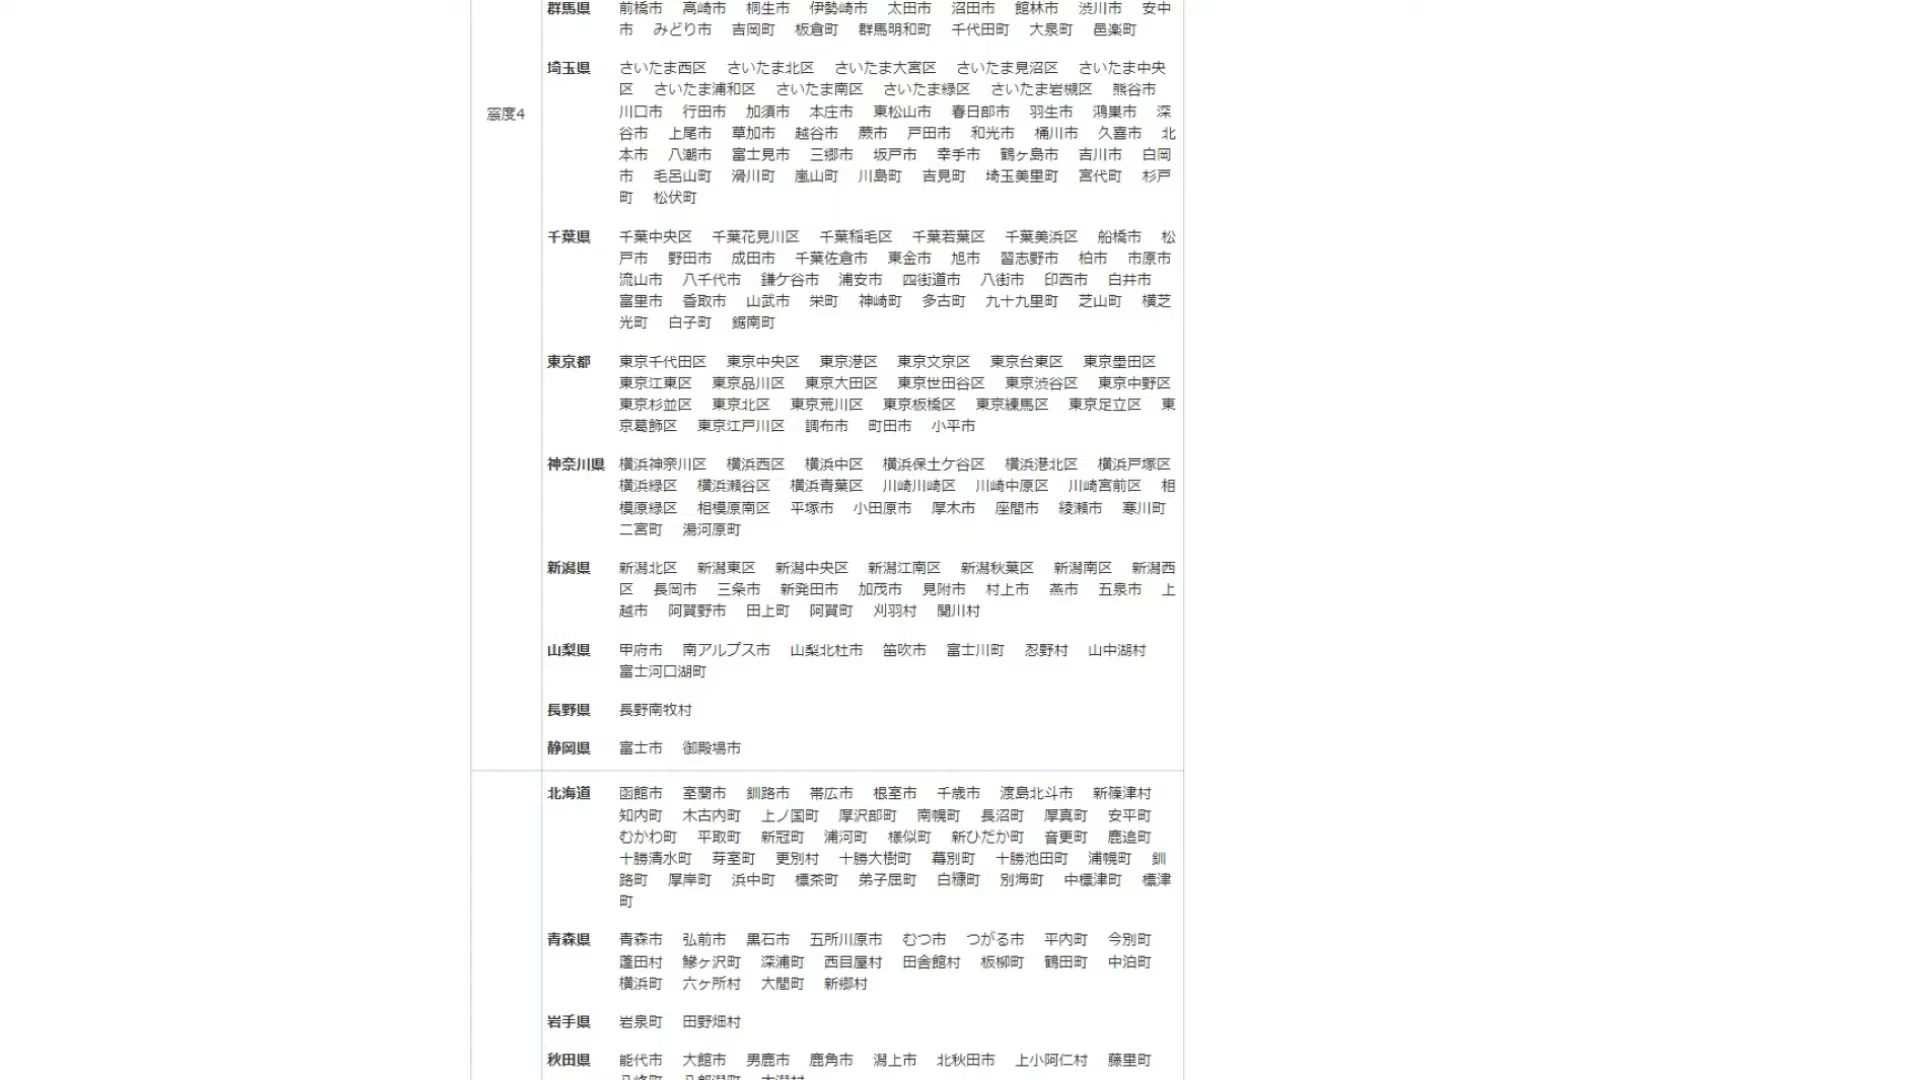 群馬県 前橋市 高崎市 桐生市 伊勢崎市 太田市 沼田市 館林市 渋川市 安中
市 みどり市 吉岡町 板倉町 群馬明和町 千代田町 大泉町 邑楽町
埼玉県 さいたま西区 さいたま北区 さいたま大宮区 さいたま見沼区 さいたま中央
区 さいたま浦和区 さいたま南区 さいたま緑区 さいたま岩槻区 熊谷市
震度4 川口市 行田市 加須市 本庄市 東松山市 春日部市 羽生市 鴻巣市 深
谷市 上尾市 草加市 越谷市 蕨市 戸田市 和光市 桶川市 久喜市 北
本市 八潮市 富士見市 三郷市 坂戸市 幸手市 鶴ヶ島市 吉川市 白岡
市 毛呂山町 滑川町 嵐山町 川島町 吉見町 埼玉美里町 宮代町 杉戸
町 松伏町
千葉県 千葉中央区 千葉花見川区 千葉稲毛区 千葉若葉区 千葉美浜区 船橋市 松
戸市 野田市 成田市 千葉佐倉市 東金市 旭市 習志野市 柏市 市原市
流山市 八千代市 鎌ケ谷市 浦安市 四街道市 八街市 印西市 白井市
富里市 香取市 山武市 栄町 神崎町 多古町 九十九里町 芝山町 横芝
光町 白子町 鋸南町
東京都 東京千代田区 東京中央区 東京港区 東京文京区 東京台東区 東京墨田区
東京江東区 東京品川区 東京大田区 東京世田谷区 東京渋谷区 東京中野区
東京杉並区 東京北区 東京荒川区 東京板橋区 東京練馬区 東京足立区 東
京葛飾区 東京江戸川区 調布市 町田市 小平市
神奈川県 横浜神奈川区 横浜西区 横浜中区 横浜保土ケ谷区 横浜港北区 横浜戸塚区
横浜緑区 横浜瀬谷区 横浜青葉区 川崎川崎区 川崎中原区 川崎宮前区 相
模原緑区 相模原南区 平塚市 小田原市 厚木市 座間市 綾瀬市 寒川町
二宮町 湯河原町
新潟県 新潟北区 新潟東区 新潟中央区 新潟江南区 新潟秋葉区 新潟南区 新潟西
区 長岡市 三条市 新発田市 加茂市 見附市 村上市 燕市 五泉市 上
越市 阿賀野市 田上町 阿賀町 刈羽村 関川村
山梨県 甲府市 南アルプス市 山梨北杜市 笛吹市 富士川町 忍野村 山中湖村
富士河口湖町
長野県 長野南牧村
静岡県 富士市 御殿場市
北海道 函館市 室蘭市 釧路市 帯広市 根室市 千歳市 渡島北斗市 新篠津村
知内町 木古内町 上ノ国町 厚沢部町 南幌町 長沼町 厚真町 安平町
むかわ町 平取町 新冠町 浦河町 様似町 新ひだか町 音更町 鹿追町
十勝清水町 芽室町 更別村 十勝大樹町 幕別町 十勝池田町 浦幌町 釧
路町 厚岸町 浜中町 標茶町 弟子屈町 白糠町 別海町 中標津町 標津
町
青森県 青森市 弘前市 黒石市 五所川原市 むつ市 つがる市 平内町 今別町
蓬田村 鰺ヶ沢町 深浦町 西目屋村 田舎館村 板柳町 鶴田町 中泊町
横浜町 六ヶ所村 大間町 新郷村
岩手県 岩泉町 田野畑村
秋田県 能代市 大館市 男鹿市 鹿角市 潟上市 北秋田市 上小阿仁村 藤里町